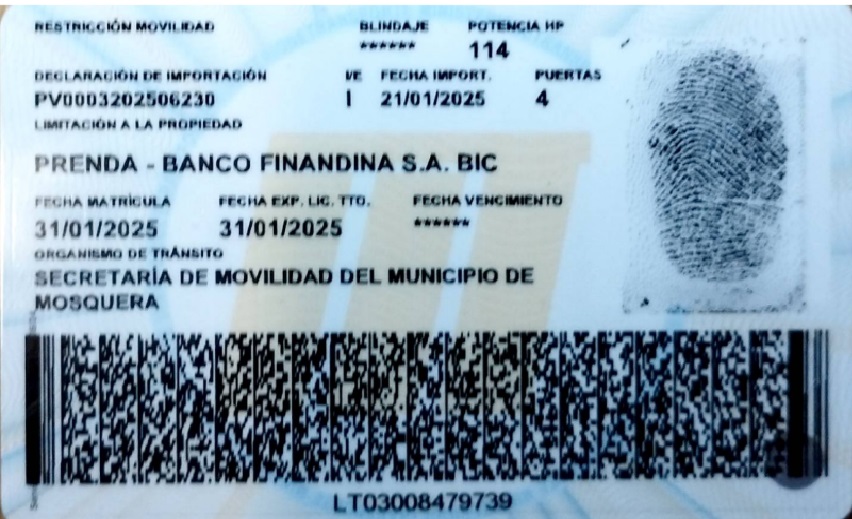 RESTRICCIÓN MOVILIDAD BLINDAJE POTENCIA HP
****** 114
DECLARACIÓN DE IMPORTACIÓN I/E FECHA IMPORT. PUERTAS
PV0003202506230 I 21/01/2025 4
LIMITACIÓN A LA PROPIEDAD
PRENDA - BANCO FINANDINA S.A. BIC
FECHA MATRÍCULA FECHA EXP. LIC. TTO. FECHA VENCIMIENTO
31/01/2025 31/01/2025 ******
ORGANISMO DE TRÁNSITO
SECRETARÍA DE MOVILIDAD DEL MUNICIPIO DE
MOSQUERA
LT03008479739